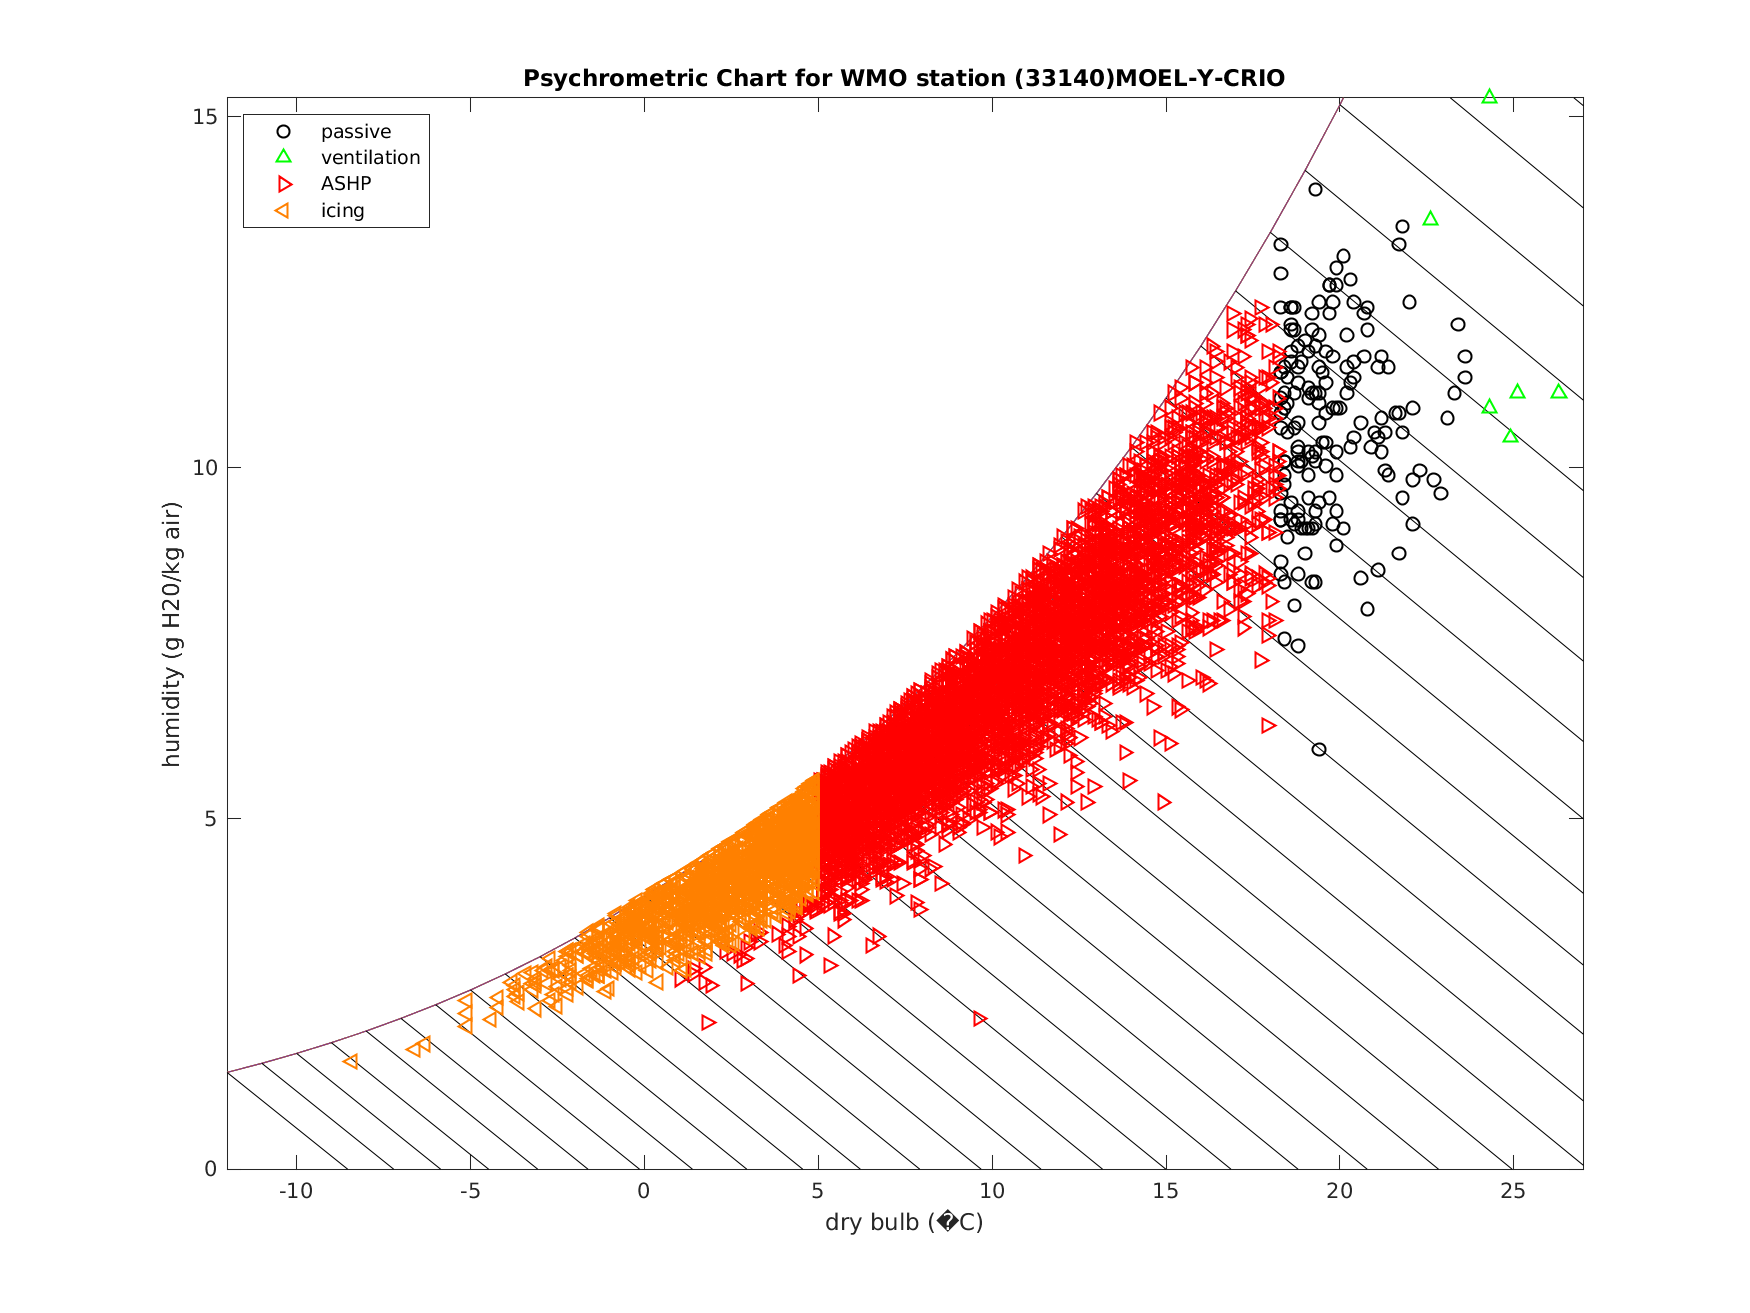 Psychrometric Chart for WMO station (33140)MOEL-Y-CRIO
passive
ventilation
ASHP
icing
15
10
5
0
humidity (g H20/kg air)
-10 -5 0 5 10 15 20 25
dry bulb (�C)